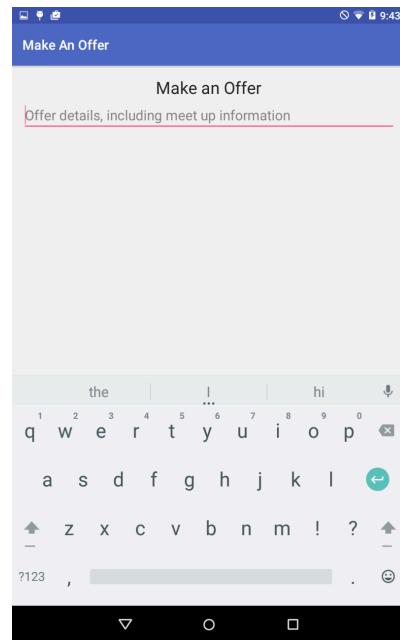 9:43
Make An Offer
Make an Offer
Offer details, including meet up information
the I hi
1 2 3 4 5 6 7 8 9 0
q w e r t y u i o p
a s d f g h j k l
z x c v b n m ! ?
?123 , .